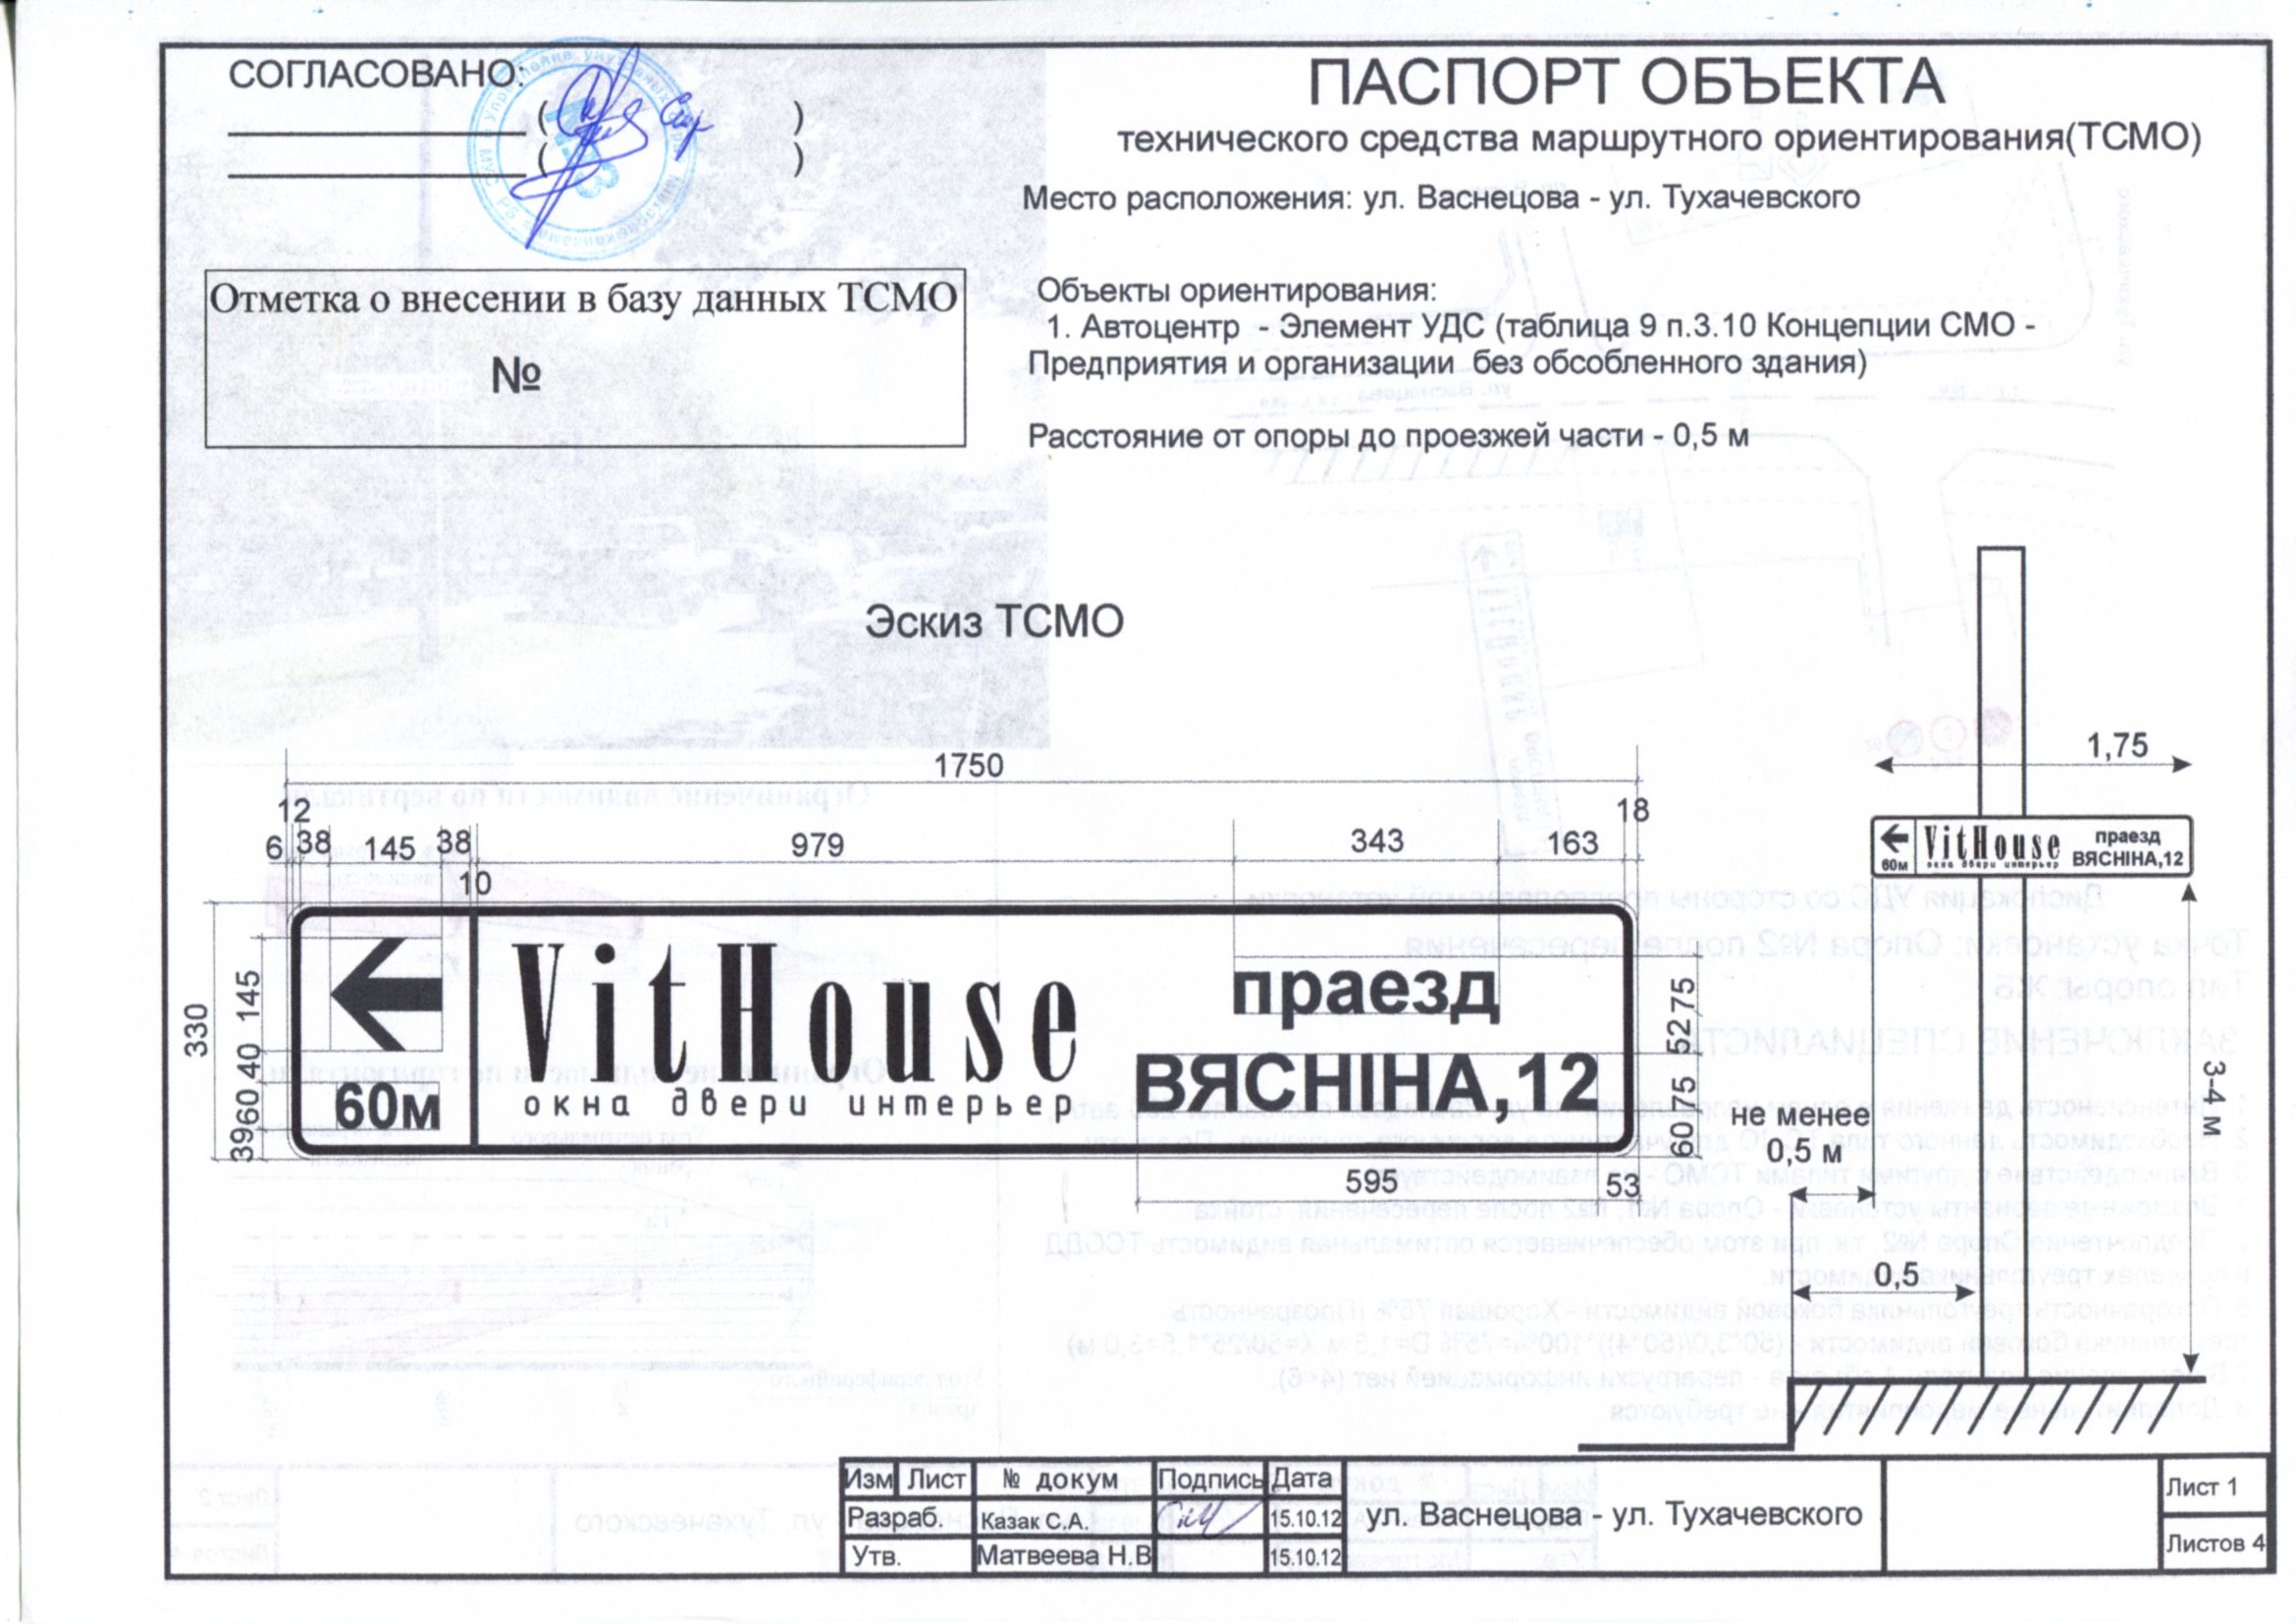 СОГЛАСОВАНО:
ПАСПОРТ ОБЪЕКТА
технического средства маршрутного ориентирования(ТСМО)
Место расположения: ул. Васнецова - ул. Тухачевского
Отметка о внесении в базу данных ТСМО
№
Объекты ориентирования:
1. Автоцентр - Элемент УДС (таблица 9 п.3.10 Концепции СМО -
Предприятия и организации без обсобленного здания)
Расстояние от опоры до проезжей части - 0,5 м
Эскиз ТСМО
1750
12
18
6 38 145 38 979 343 163
10
330
145
40
60
39
60м
VitHouse
окна двери интерьер
праезд
ВЯСНІНА, 12
75
52
75
60
595 53
1,75
60м
VitHouse
окна двери интерьер
праезд
ВЯСНІНА,12
3-4 м
не менее
0,5 м
0,5
Изм Лист № докум Подпись Дата
Разраб. Казак С.А. 15.10.12
Утв. Матвеева Н.В 15.10.12
ул. Васнецова - ул. Тухачевского
Лист 1
Листов 4